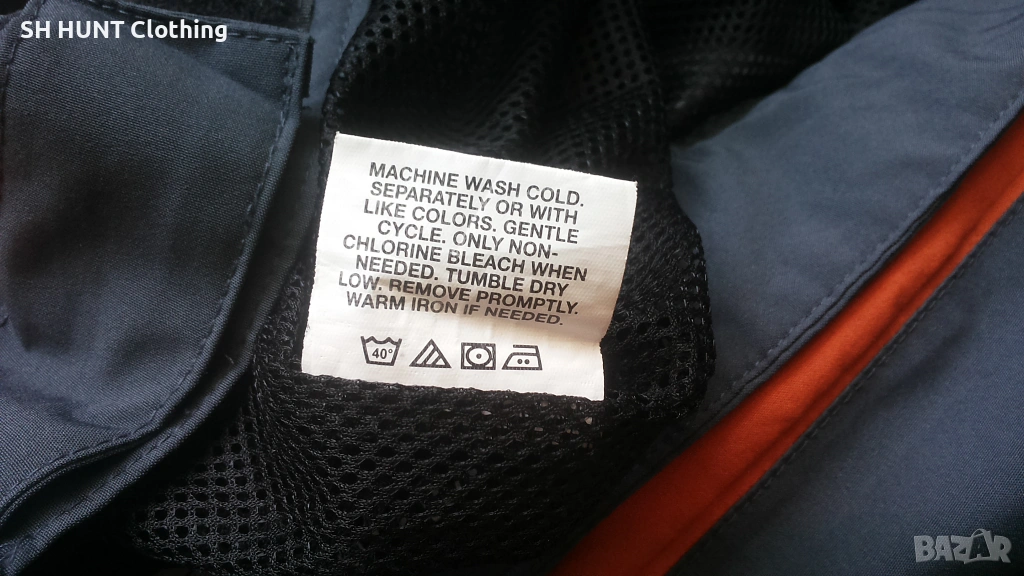 SH HUNT Clothing
MACHINE WASH COLD.
SEPARATELY OR WITH
LIKE COLORS. GENTLE
CYCLE. ONLY NON-
CHLORINE BLEACH WHEN
NEEDED. TUMBLE DRY
LOW. REMOVE PROMPTLY.
WARM IRON IF NEEDED.
40°
BAZAR